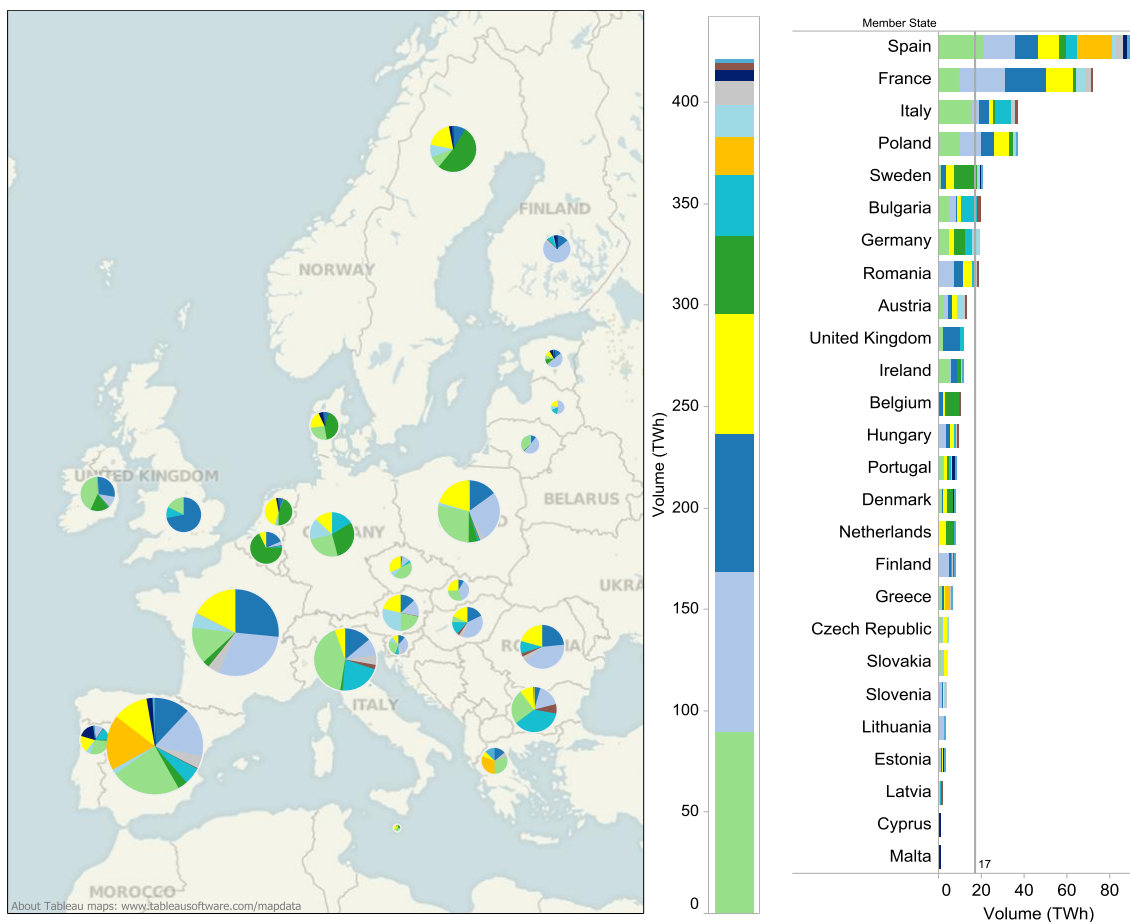 FINLAND
NORWAY
UNITED KINGDOM
BELARUS
UKRA
ITALY
MOROCCO
About Tableau maps: www.tableausoftware.com/mapdata
Volume (TWh)
400
350
300
250
200
150
100
50
0
Member State
Spain
France
Italy
Poland
Sweden
Bulgaria
Germany
Romania
Austria
United Kingdom
Ireland
Belgium
Hungary
Portugal
Denmark
Netherlands
Finland
Greece
Czech Republic
Slovakia
Slovenia
Lithuania
Estonia
Latvia
Cyprus
Malta
17
0 20 40 60 80
Volume (TWh)